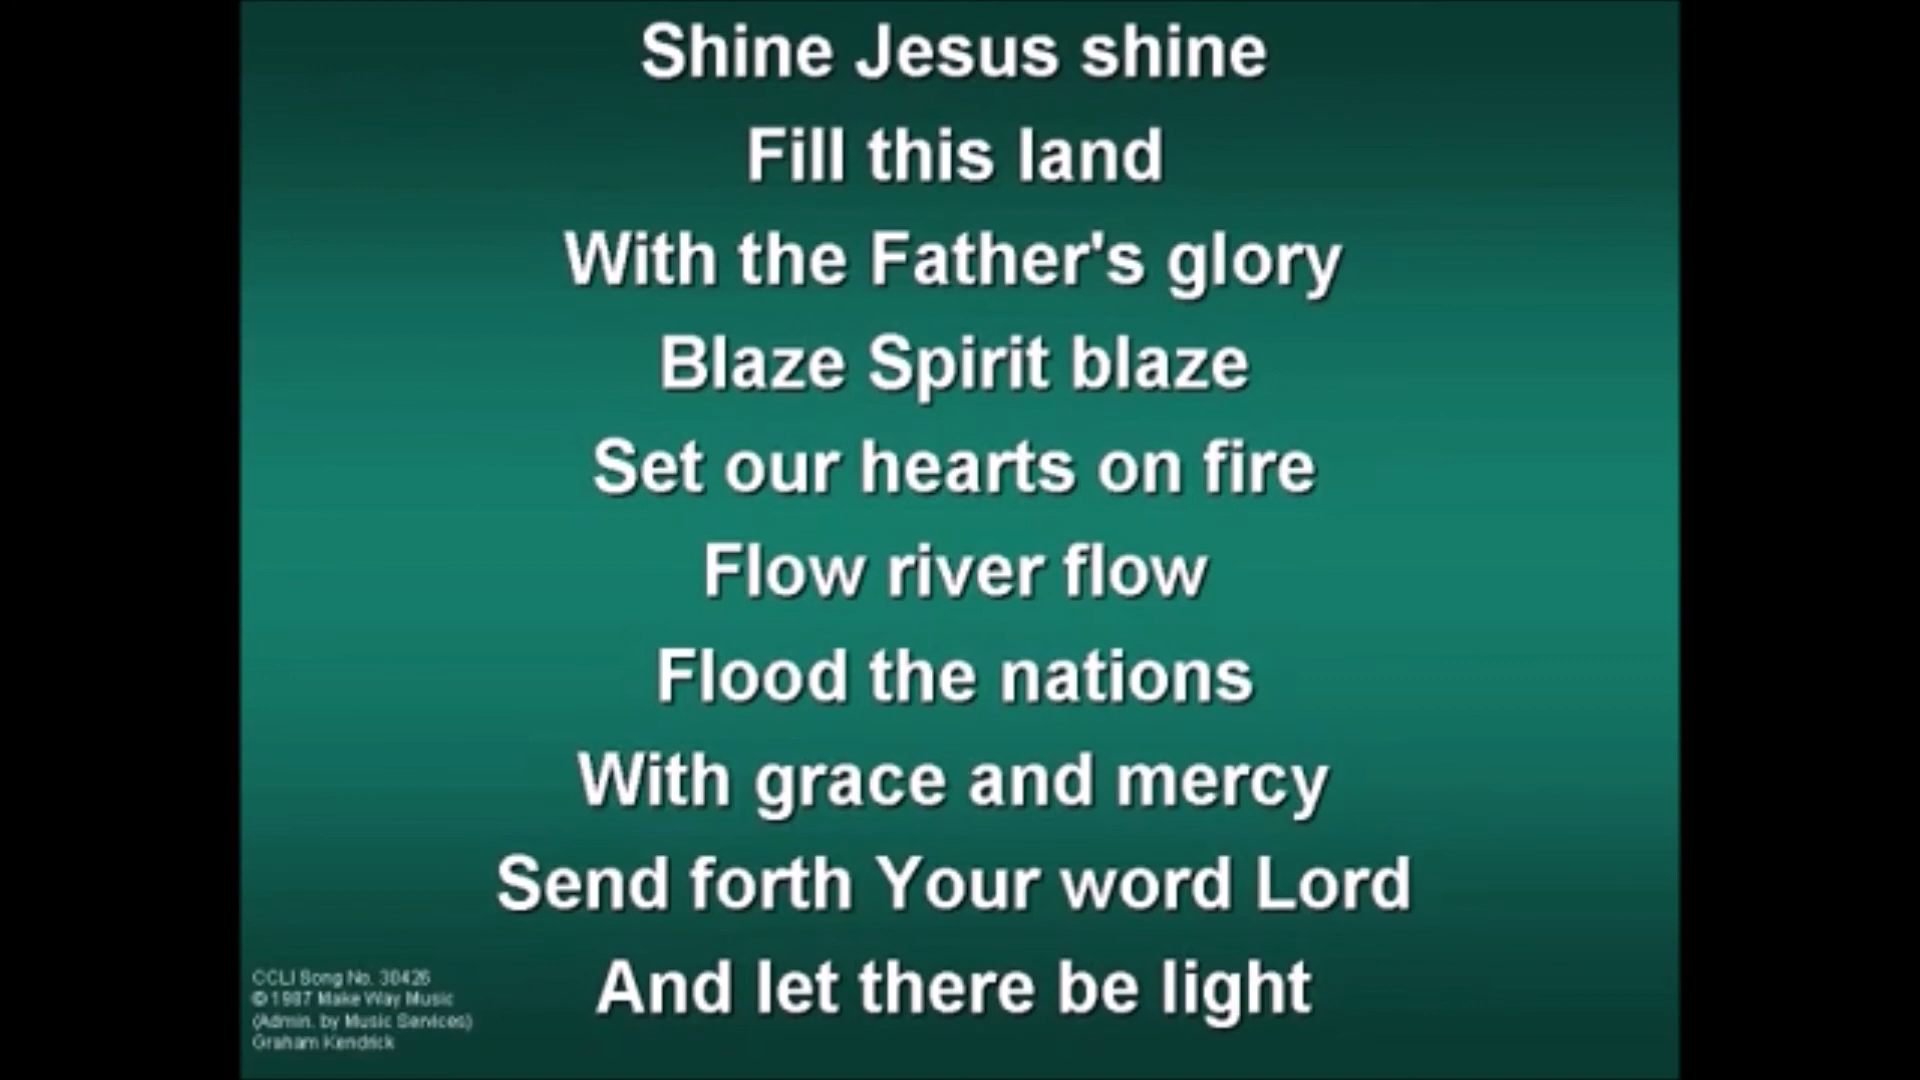 Shine Jesus shine
Fill this land
With the Father's glory
Blaze Spirit blaze
Set our hearts on fire
Flow river flow
Flood the nations
With grace and mercy
Send forth Your word Lord
And let there be light
CCLI Song No. 30426
© 1987 Make Way Music
(Admin. by Music Services)
Graham Kendrick